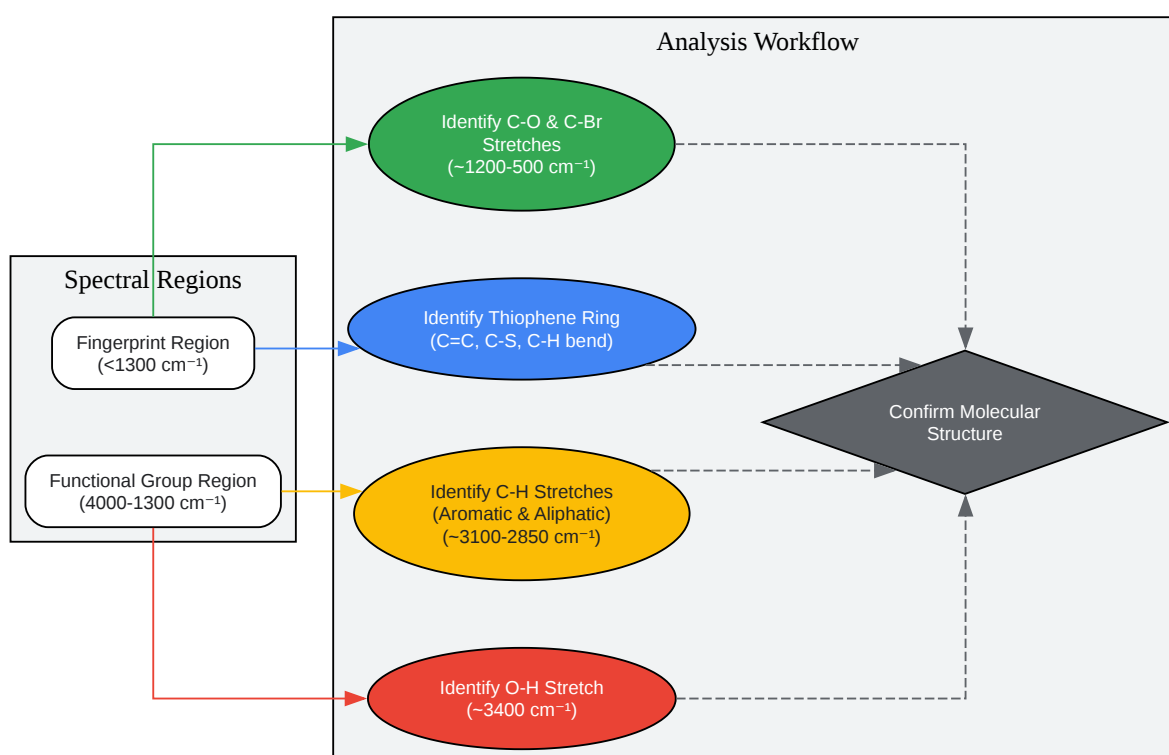 Analysis Workflow
Identify C-O & C-Br
Stretches
(~1200-500 cm⁻¹)
Spectral Regions
Fingerprint Region
(<1300 cm⁻¹)
Identify Thiophene Ring
(C=C, C-S, C-H bend)
Confirm Molecular
Structure
Functional Group Region
(4000-1300 cm⁻¹)
Identify C-H Stretches
(Aromatic & Aliphatic)
(~3100-2850 cm⁻¹)
Identify O-H Stretch
(~3400 cm⁻¹)